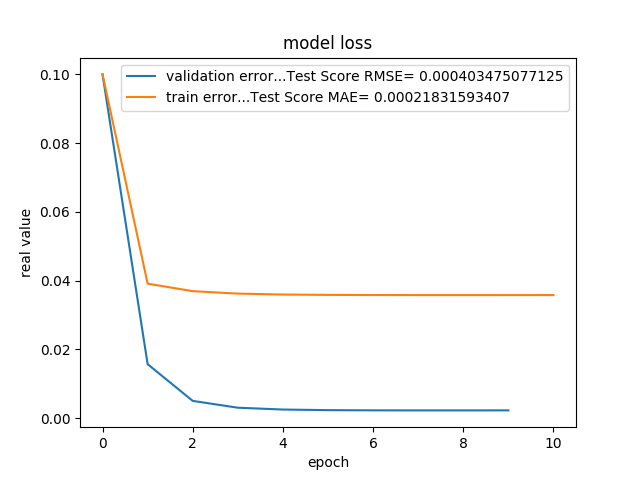 model loss
validation error...Test Score RMSE= 0.000403475077125
train error...Test Score MAE= 0.00021831593407
real value
0.10
0.08
0.06
0.04
0.02
0.00
0 2 4 6 8 10
epoch